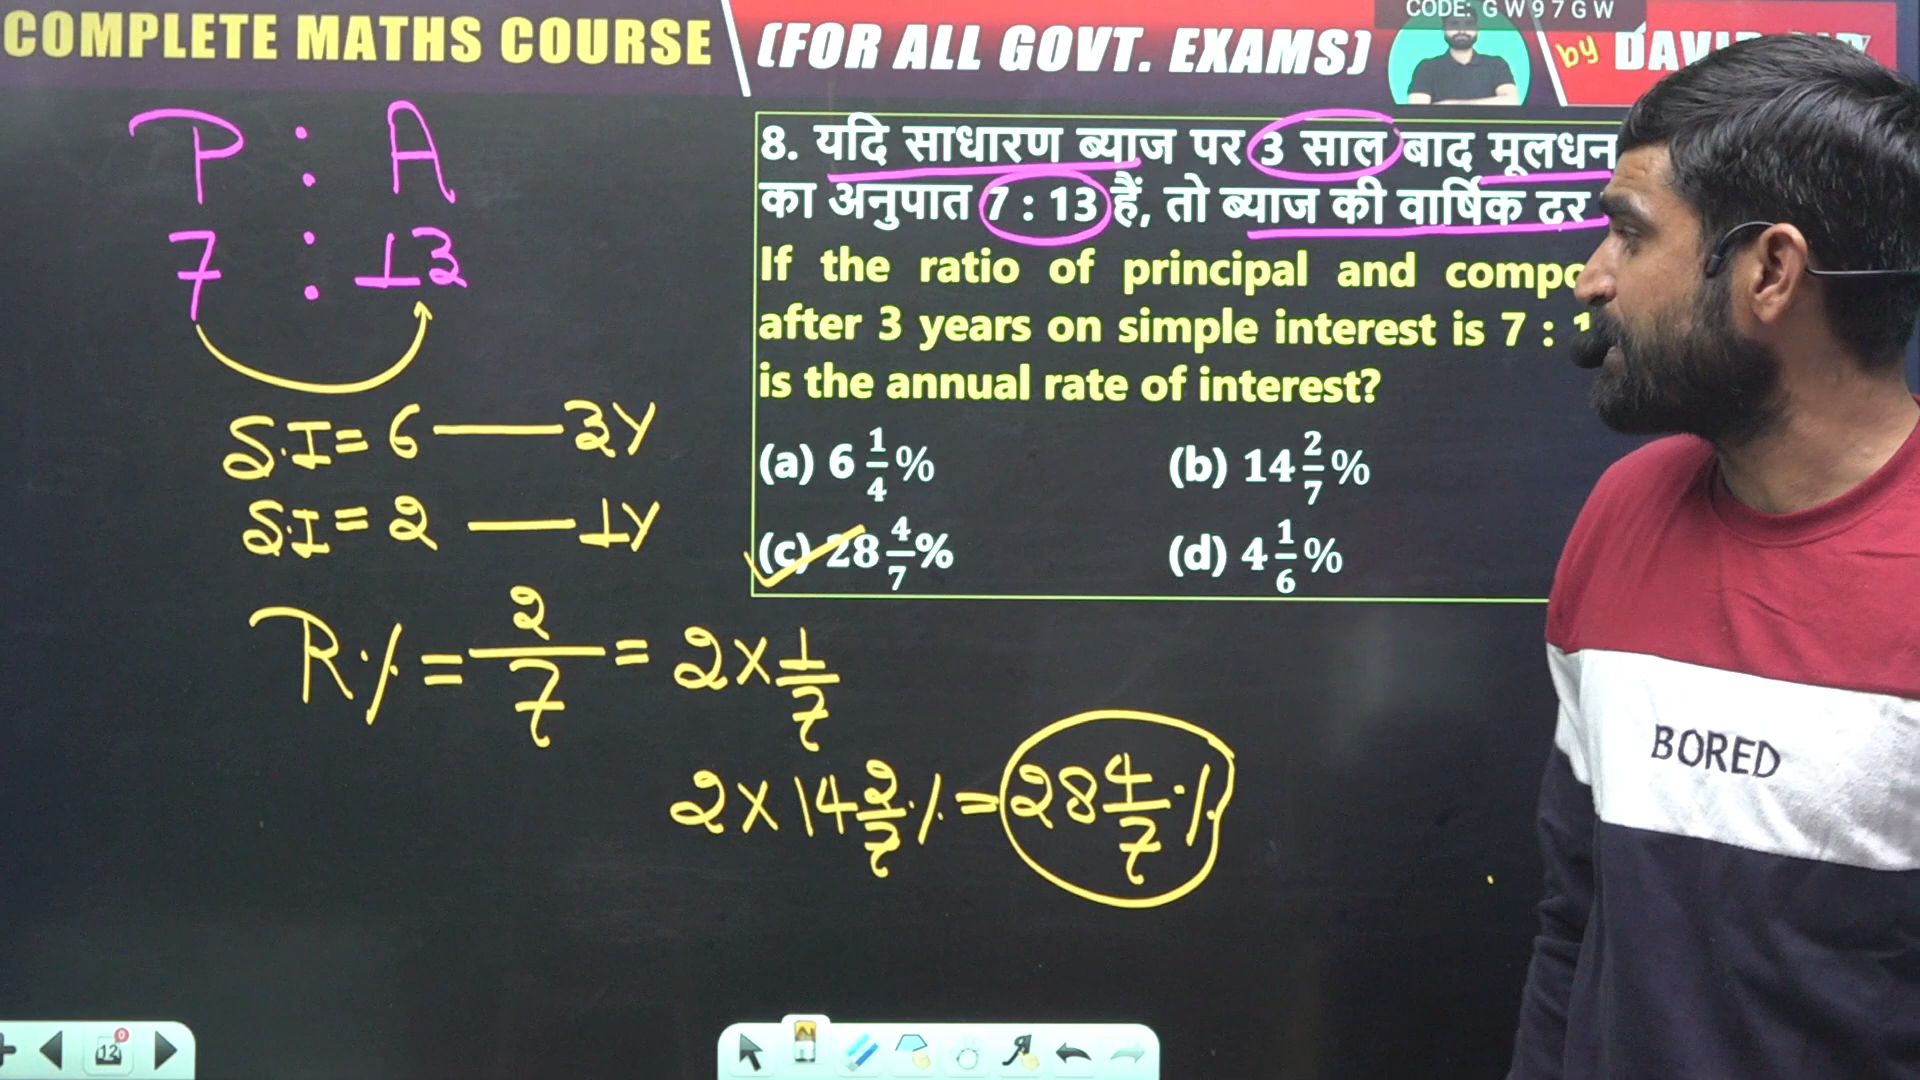 COMPLETE MATHS COURSE (FOR ALL GOVT. EXAMS) by
CODE: GW97GW
P : A
7 : 13
S.I = 6 — 3Y
S.I = 2 — 1Y
R% = 2/7 = 2 × 1/7
2 × 14 2/7 % = 28 4/7 %
8. यदि साधारण ब्याज पर 3 साल बाद मूलधन
का अनुपात 7 : 13 हैं, तो ब्याज की वार्षिक दर
If the ratio of principal and
after 3 years on simple interest is 7 :
is the annual rate of interest?
(a) 6 1/4 % (b) 14 2/7 %
(c) 28 4/7 % (d) 4 1/6 %
BORED
12
0